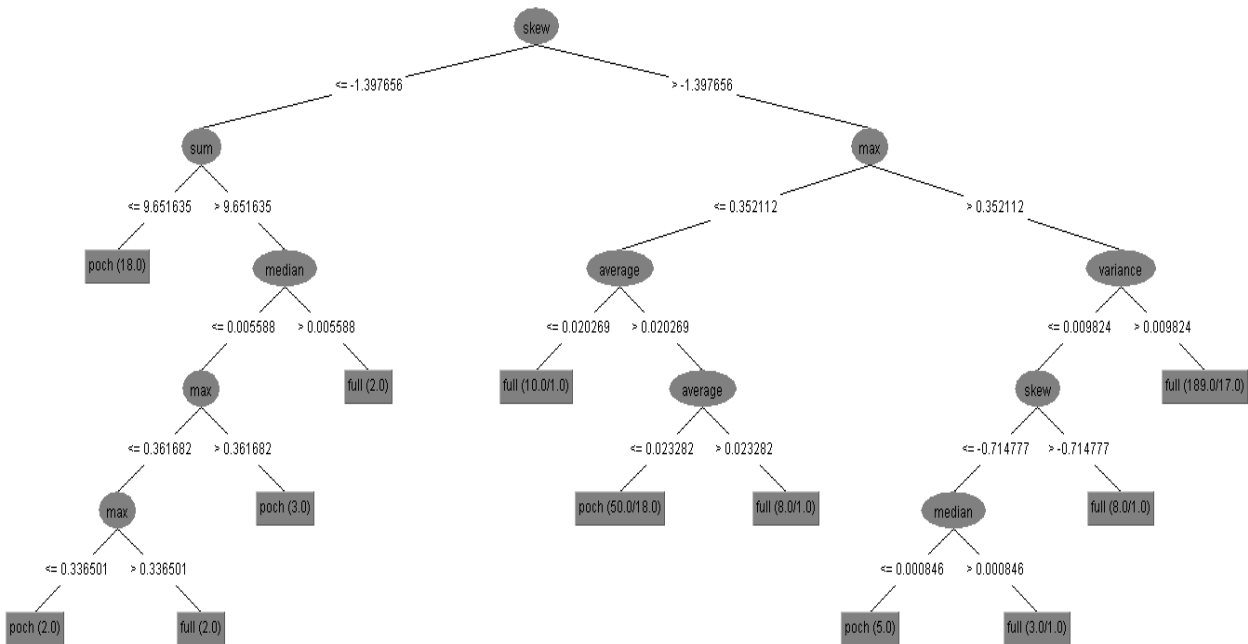 skew
<= -1.397656 > -1.397656
sum max
<= 9.651635 > 9.651635 <= 0.352112 > 0.352112
poch (18.0) median average variance
<= 0.005588 > 0.005588 <= 0.020269 > 0.020269 <= 0.009824 > 0.009824
max full (2.0) full (10.0/1.0) average skew full (189.0/17.0)
<= 0.361682 > 0.361682 <= 0.023282 > 0.023282 <= -0.714777 > -0.714777
max poch (3.0) poch (50.0/18.0) full (8.0/1.0) median full (8.0/1.0)
<= 0.336501 > 0.336501 <= 0.000846 > 0.000846
poch (2.0) full (2.0) poch (5.0) full (3.0/1.0)